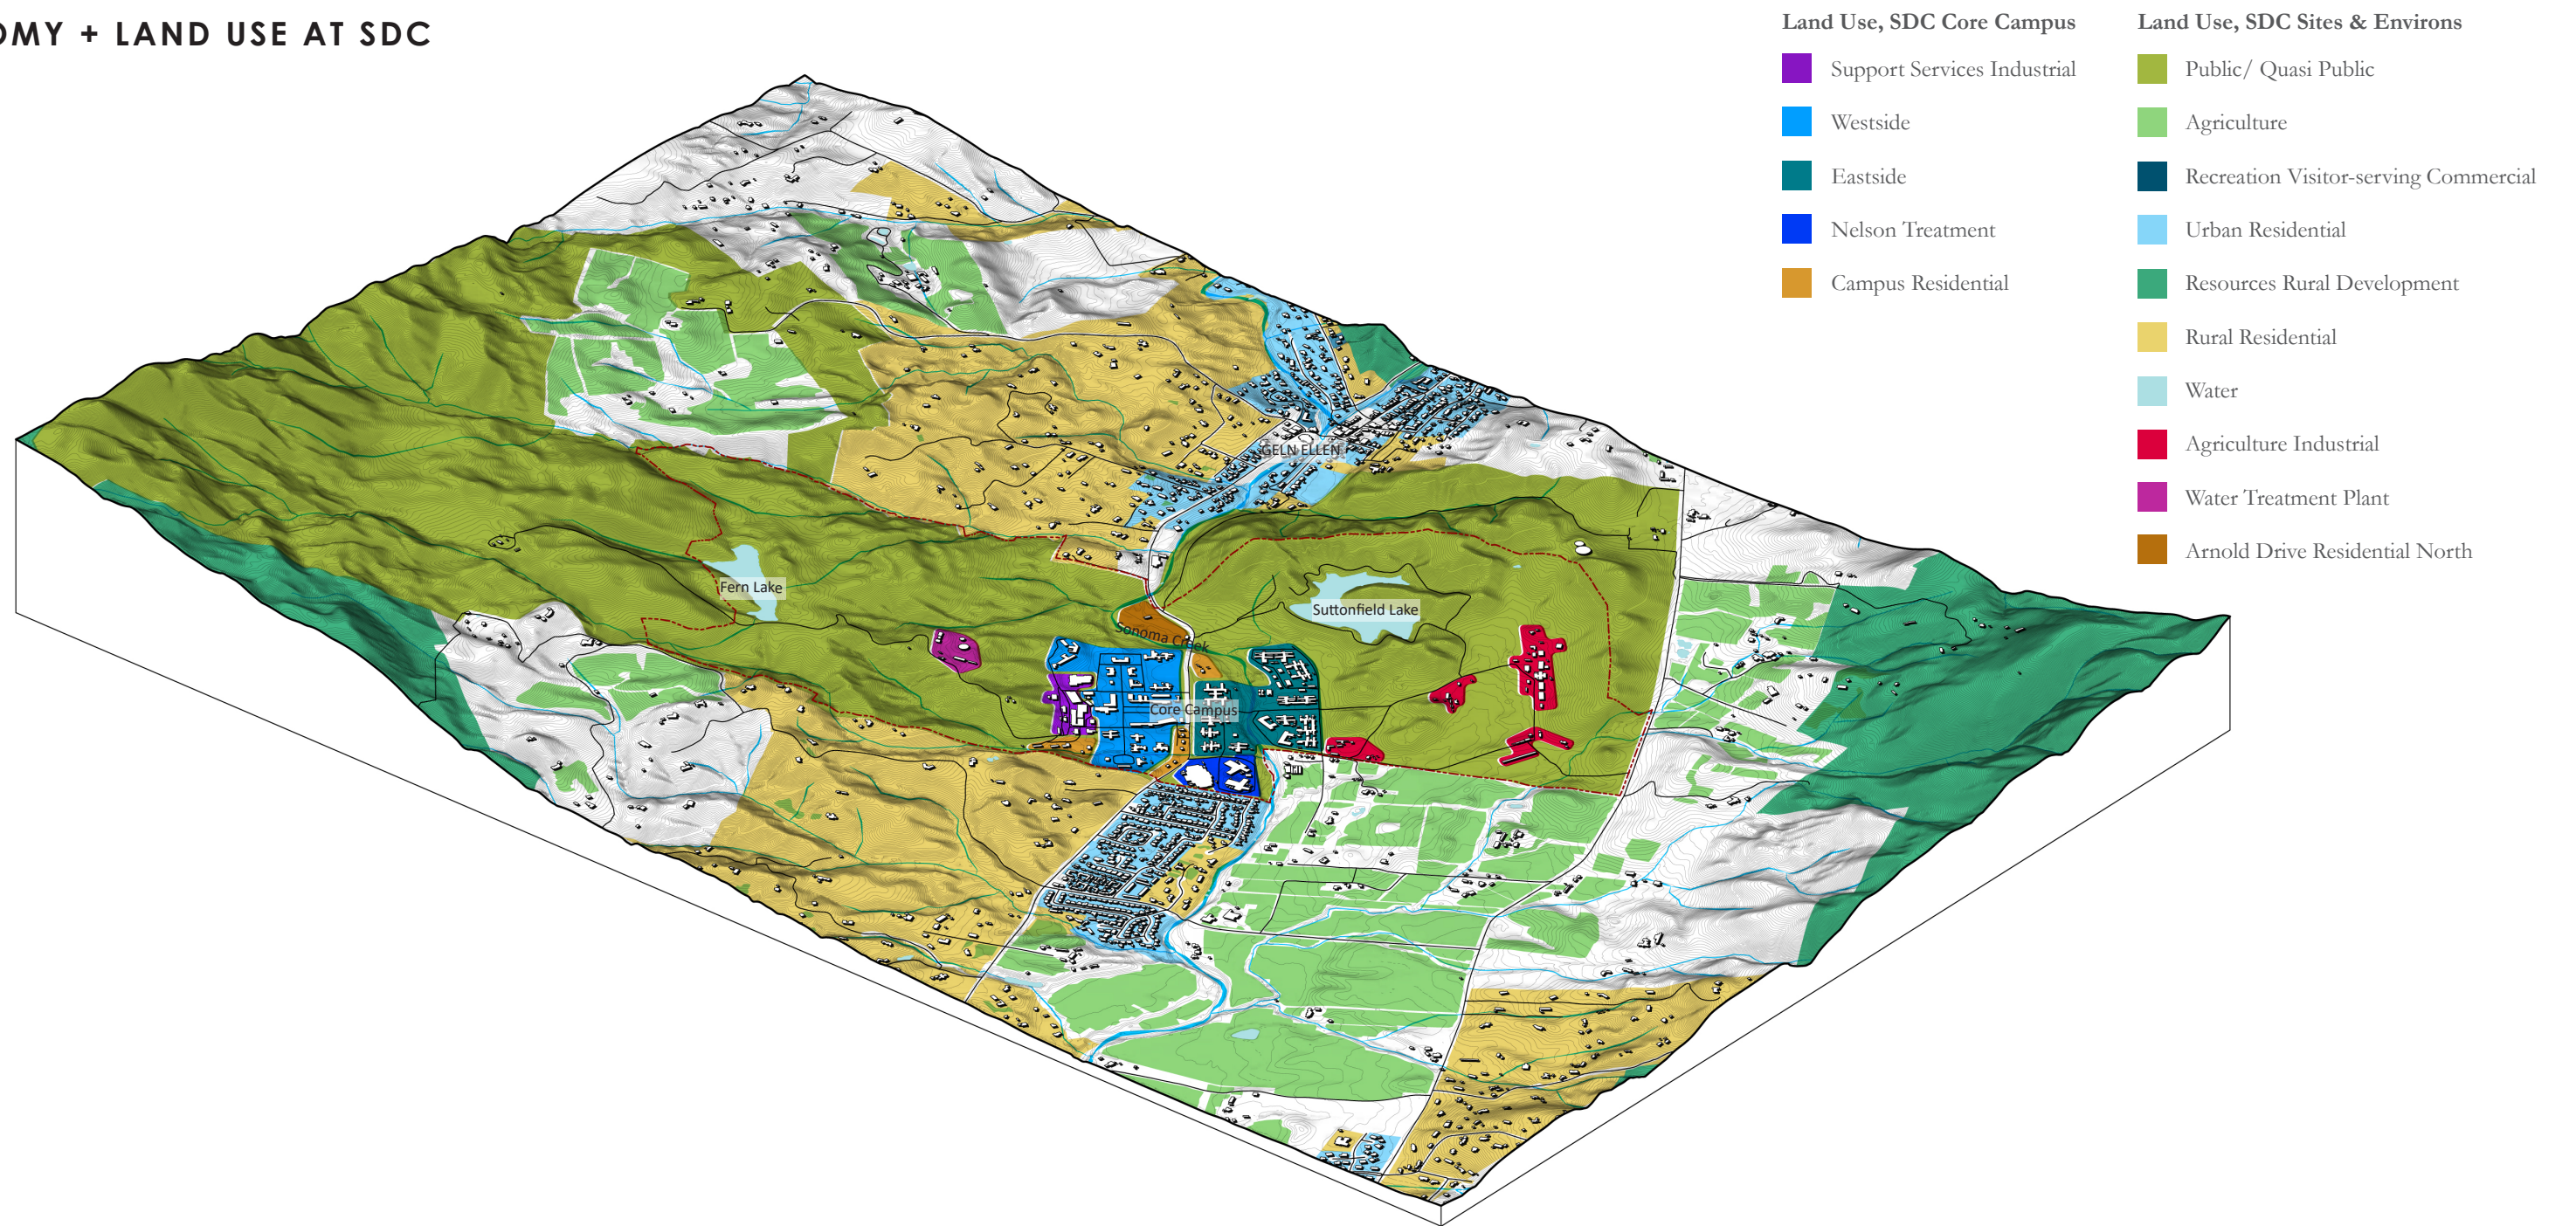 OMY + LAND USE AT SDC
Land Use, SDC Core Campus
Support Services Industrial
Westside
Eastside
Nelson Treatment
Campus Residential
Land Use, SDC Sites & Environs
Public/ Quasi Public
Agriculture
Recreation Visitor-serving Commercial
Urban Residential
Resources Rural Development
Rural Residential
Water
Agriculture Industrial
Water Treatment Plant
Arnold Drive Residential North
GELN ELLEN
Fern Lake
Suttonfield Lake
Sonoma Creek
Core Campus